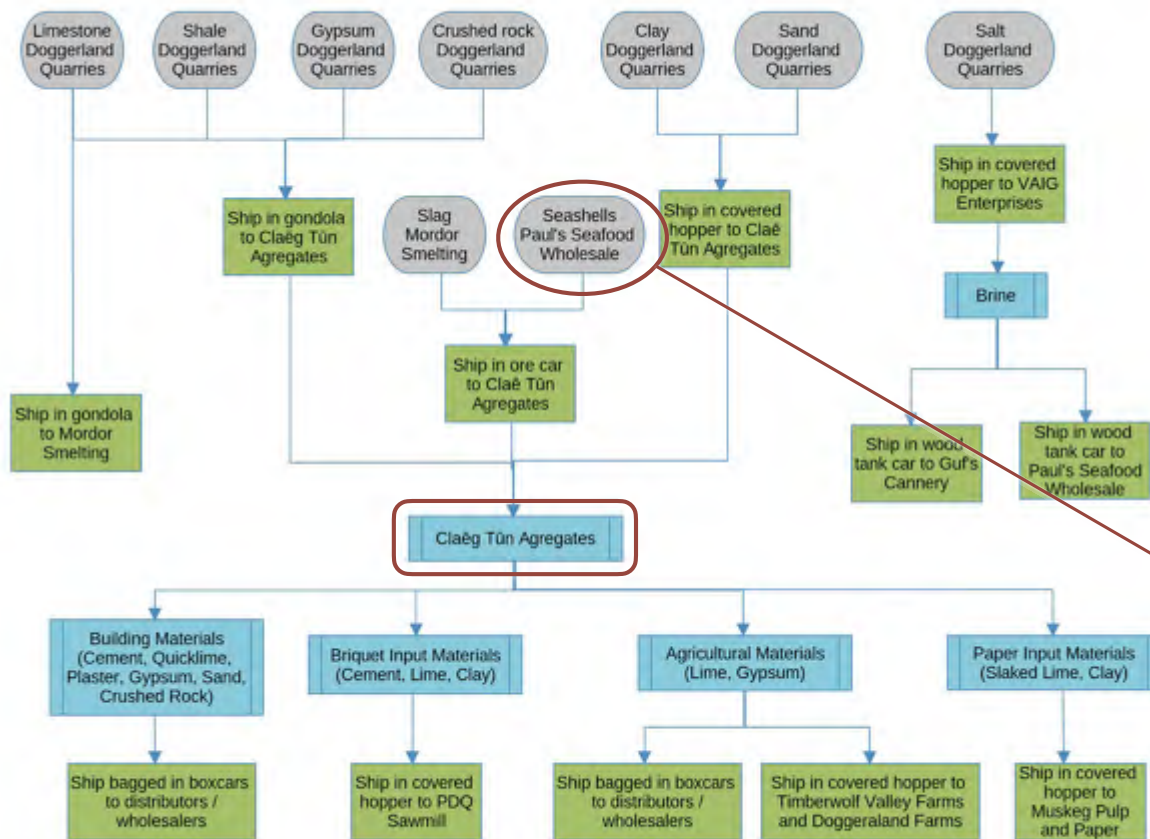 Limestone
Doggerland
Quarries
Shale
Doggerland
Quarries
Gypsum
Doggerland
Quarries
Crushed rock
Doggerland
Quarries
Clay
Doggerland
Quarries
Sand
Doggerland
Quarries
Salt
Doggerland
Quarries
Ship in covered
hopper to VAIG
Enterprises
Ship in gondola
to Claêg Tûn
Agregates
Slag
Mordor
Smelting
Seashells
Paul's Seafood
Wholesale
Ship in covered
hopper to Claê
Tûn Agregates
Brine
Ship in ore car
to Claê Tûn
Agregates
Ship in gondola
to Mordor
Smelting
Ship in wood
tank car to Guf's
Cannery
Ship in wood
tank car to
Paul's Seafood
Wholesale
Claêg Tûn Agregates
Building Materials
(Cement, Quicklime,
Plaster, Gypsum, Sand,
Crushed Rock)
Briquet Input Materials
(Cement, Lime, Clay)
Agricultural Materials
(Lime, Gypsum)
Paper Input Materials
(Slaked Lime, Clay)
Ship bagged in boxcars
to distributors /
wholesalers
Ship in covered
hopper to PDQ
Sawmill
Ship bagged in boxcars
to distributors /
wholesalers
Ship in covered hopper to
Timberwolf Valley Farms
and Doggeraland Farms
Ship in covered
hopper to
Muskeg Pulp
and Paper